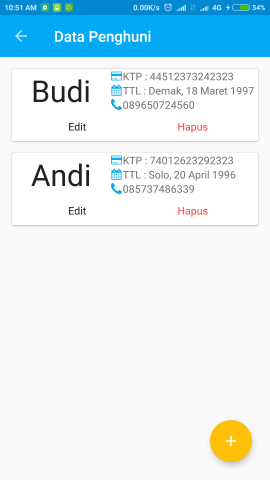 10:51 AM 0.00K/s 4G 54%
Data Penghuni
Budi
KTP : 44512373242323
TTL : Demak, 18 Maret 1997
089650724560
Edit Hapus
Andi
KTP : 74012623292323
TTL : Solo, 20 April 1996
085737486339
Edit Hapus
+